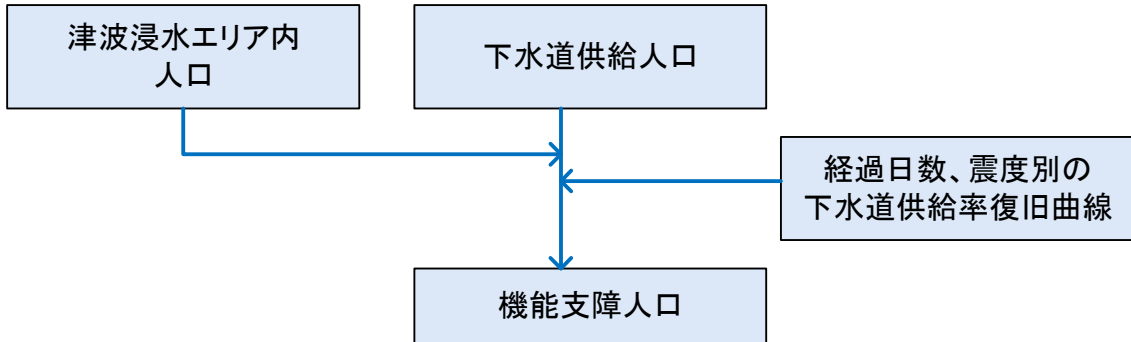 津波浸水エリア内
人口
下水道供給人口
経過日数、震度別の
下水道供給率復旧曲線
機能支障人口